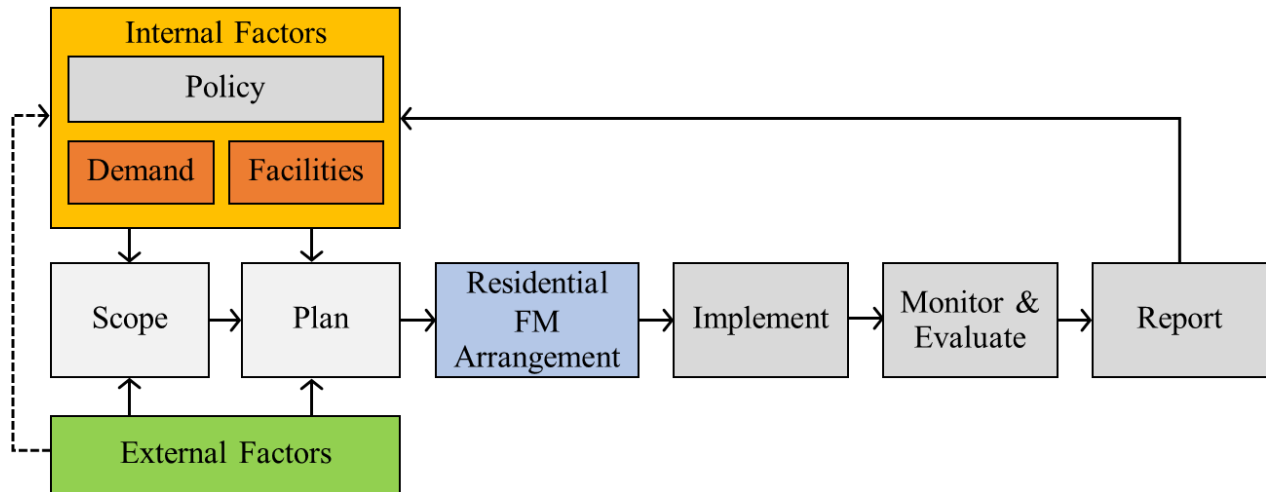 Internal Factors
Policy
Demand
Facilities
Scope
Plan
Residential
FM
Arrangement
Implement
Monitor &
Evaluate
Report
External Factors